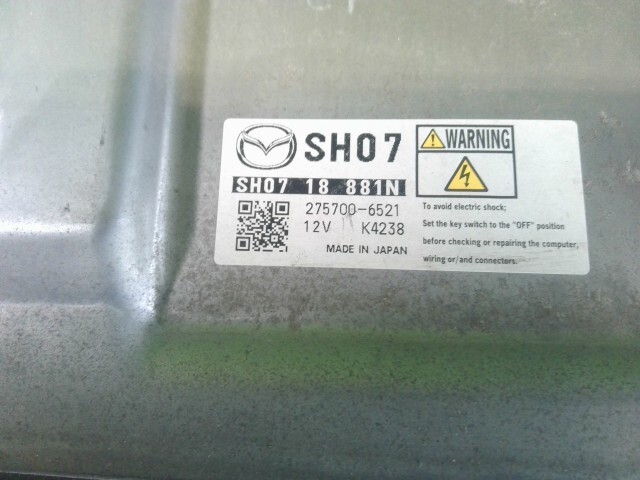 SH07
SH07 18 881N
275700-6521
12V K4238
MADE IN JAPAN
WARNING
To avoid electric shock;
Set the key switch to the "OFF" position
before checking or repairing the computer,
wiring or/and connectors.